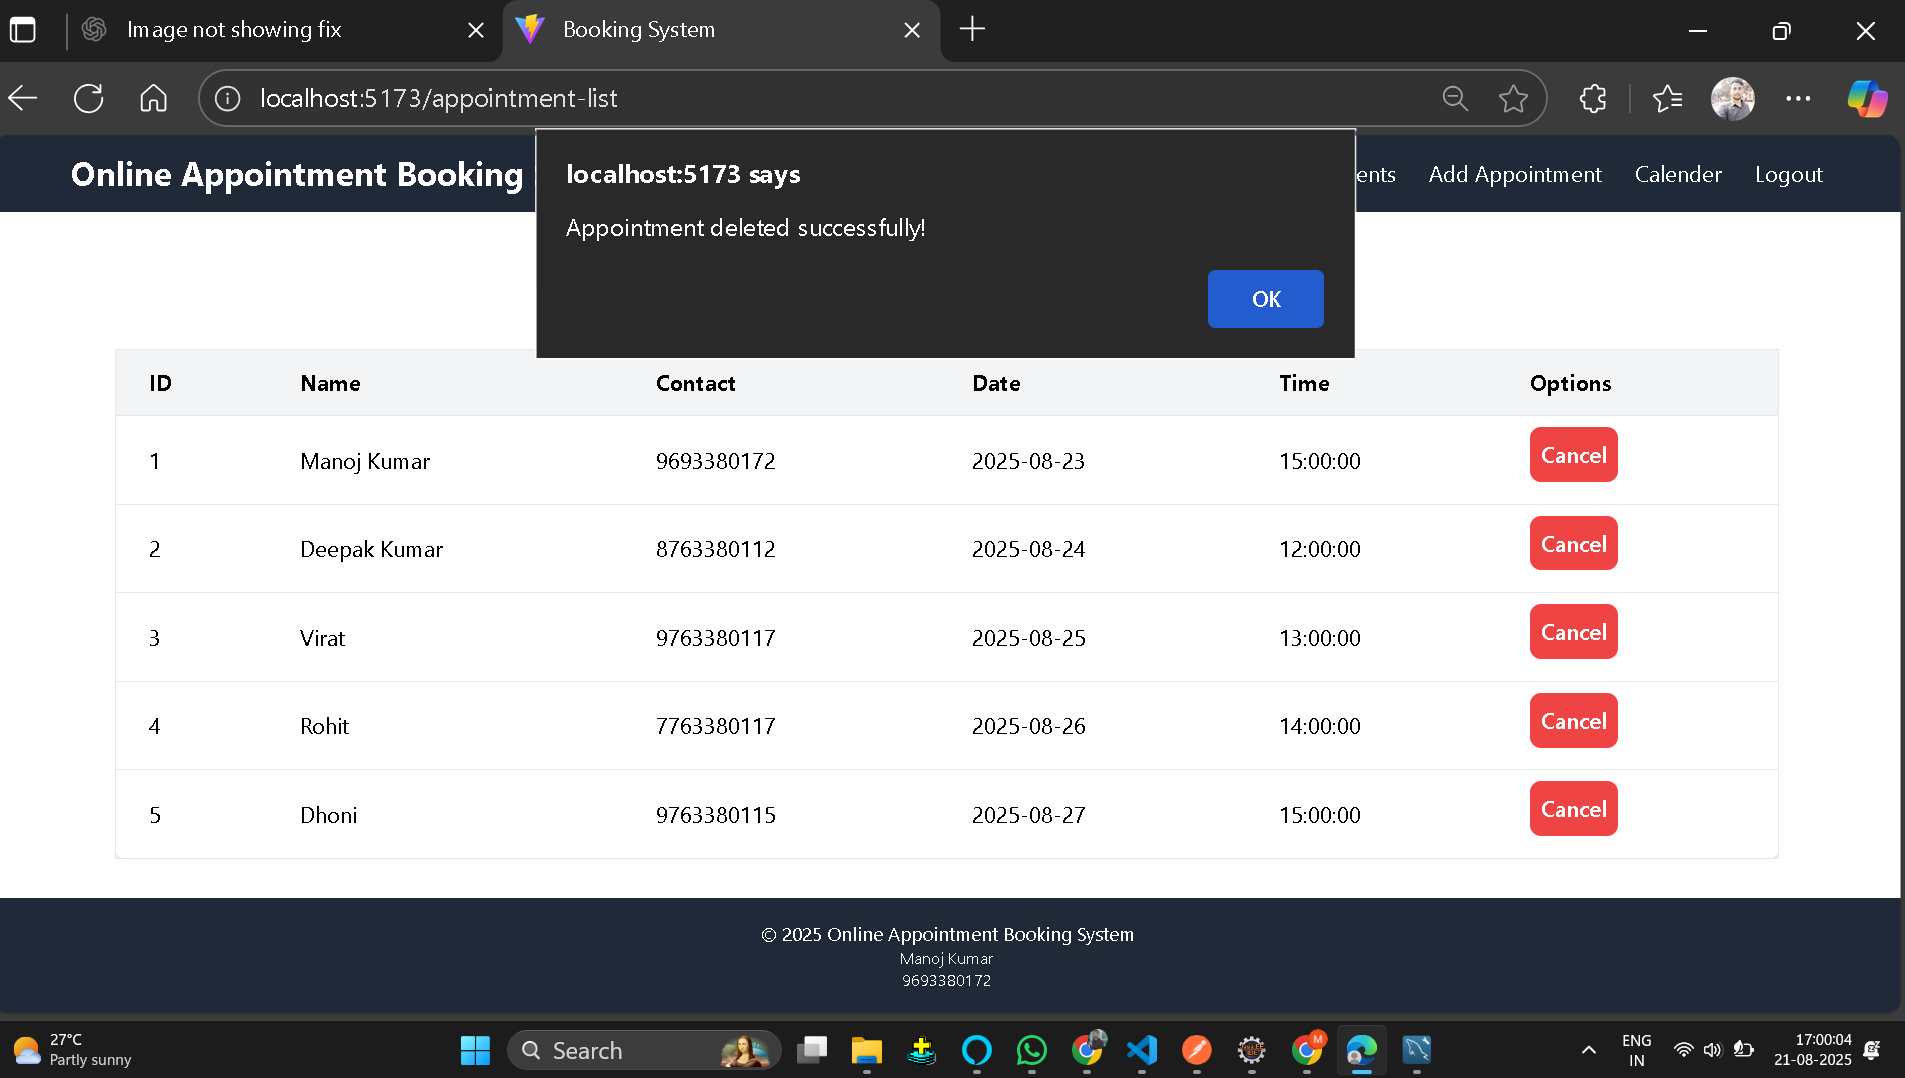 Image not showing fix
Booking System
localhost:5173/appointment-list
Online Appointment Booking
ents
Add Appointment
Calender
Logout
localhost:5173 says
Appointment deleted successfully!
OK
ID Name Contact Date Time Options
1 Manoj Kumar 9693380172 2025-08-23 15:00:00 Cancel
2 Deepak Kumar 8763380112 2025-08-24 12:00:00 Cancel
3 Virat 9763380117 2025-08-25 13:00:00 Cancel
4 Rohit 7763380117 2025-08-26 14:00:00 Cancel
5 Dhoni 9763380115 2025-08-27 15:00:00 Cancel
© 2025 Online Appointment Booking System
Manoj Kumar
9693380172
27°C
Partly sunny
Search
M
ENG
IN
17:00:04
21-08-2025